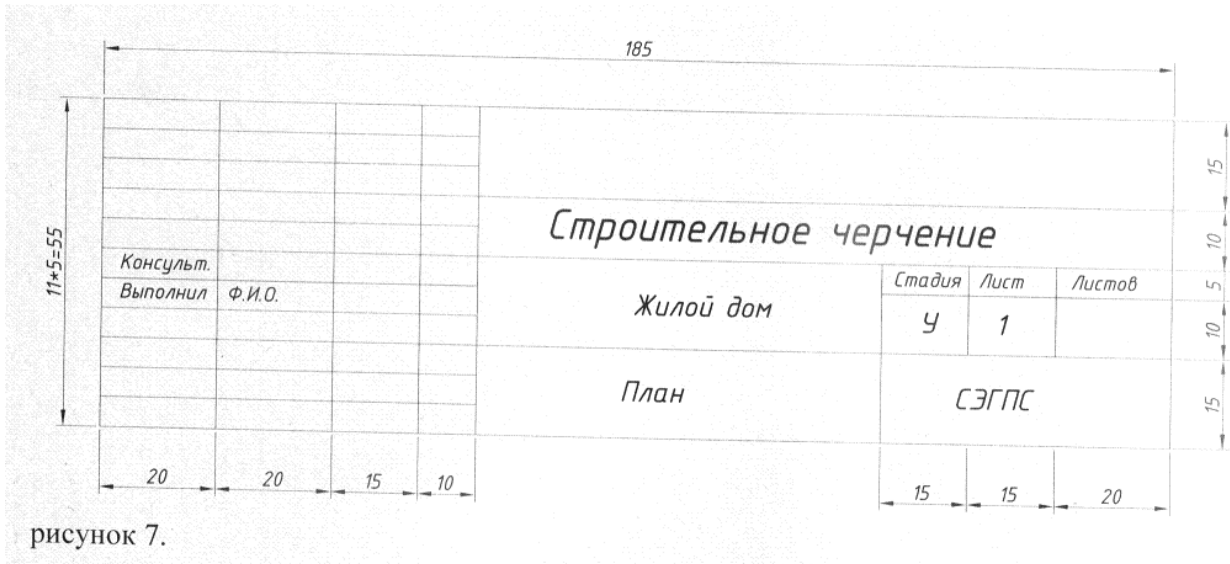 185
15
Строительное черчение
10
11*5=55
Консульт.
Стадия Лист Листов
5
Выполнил Ф.И.О.
Жилой дом
У 1
10
План
СЭГПС
15
20 20 15 10
15 15 20
рисунок 7.